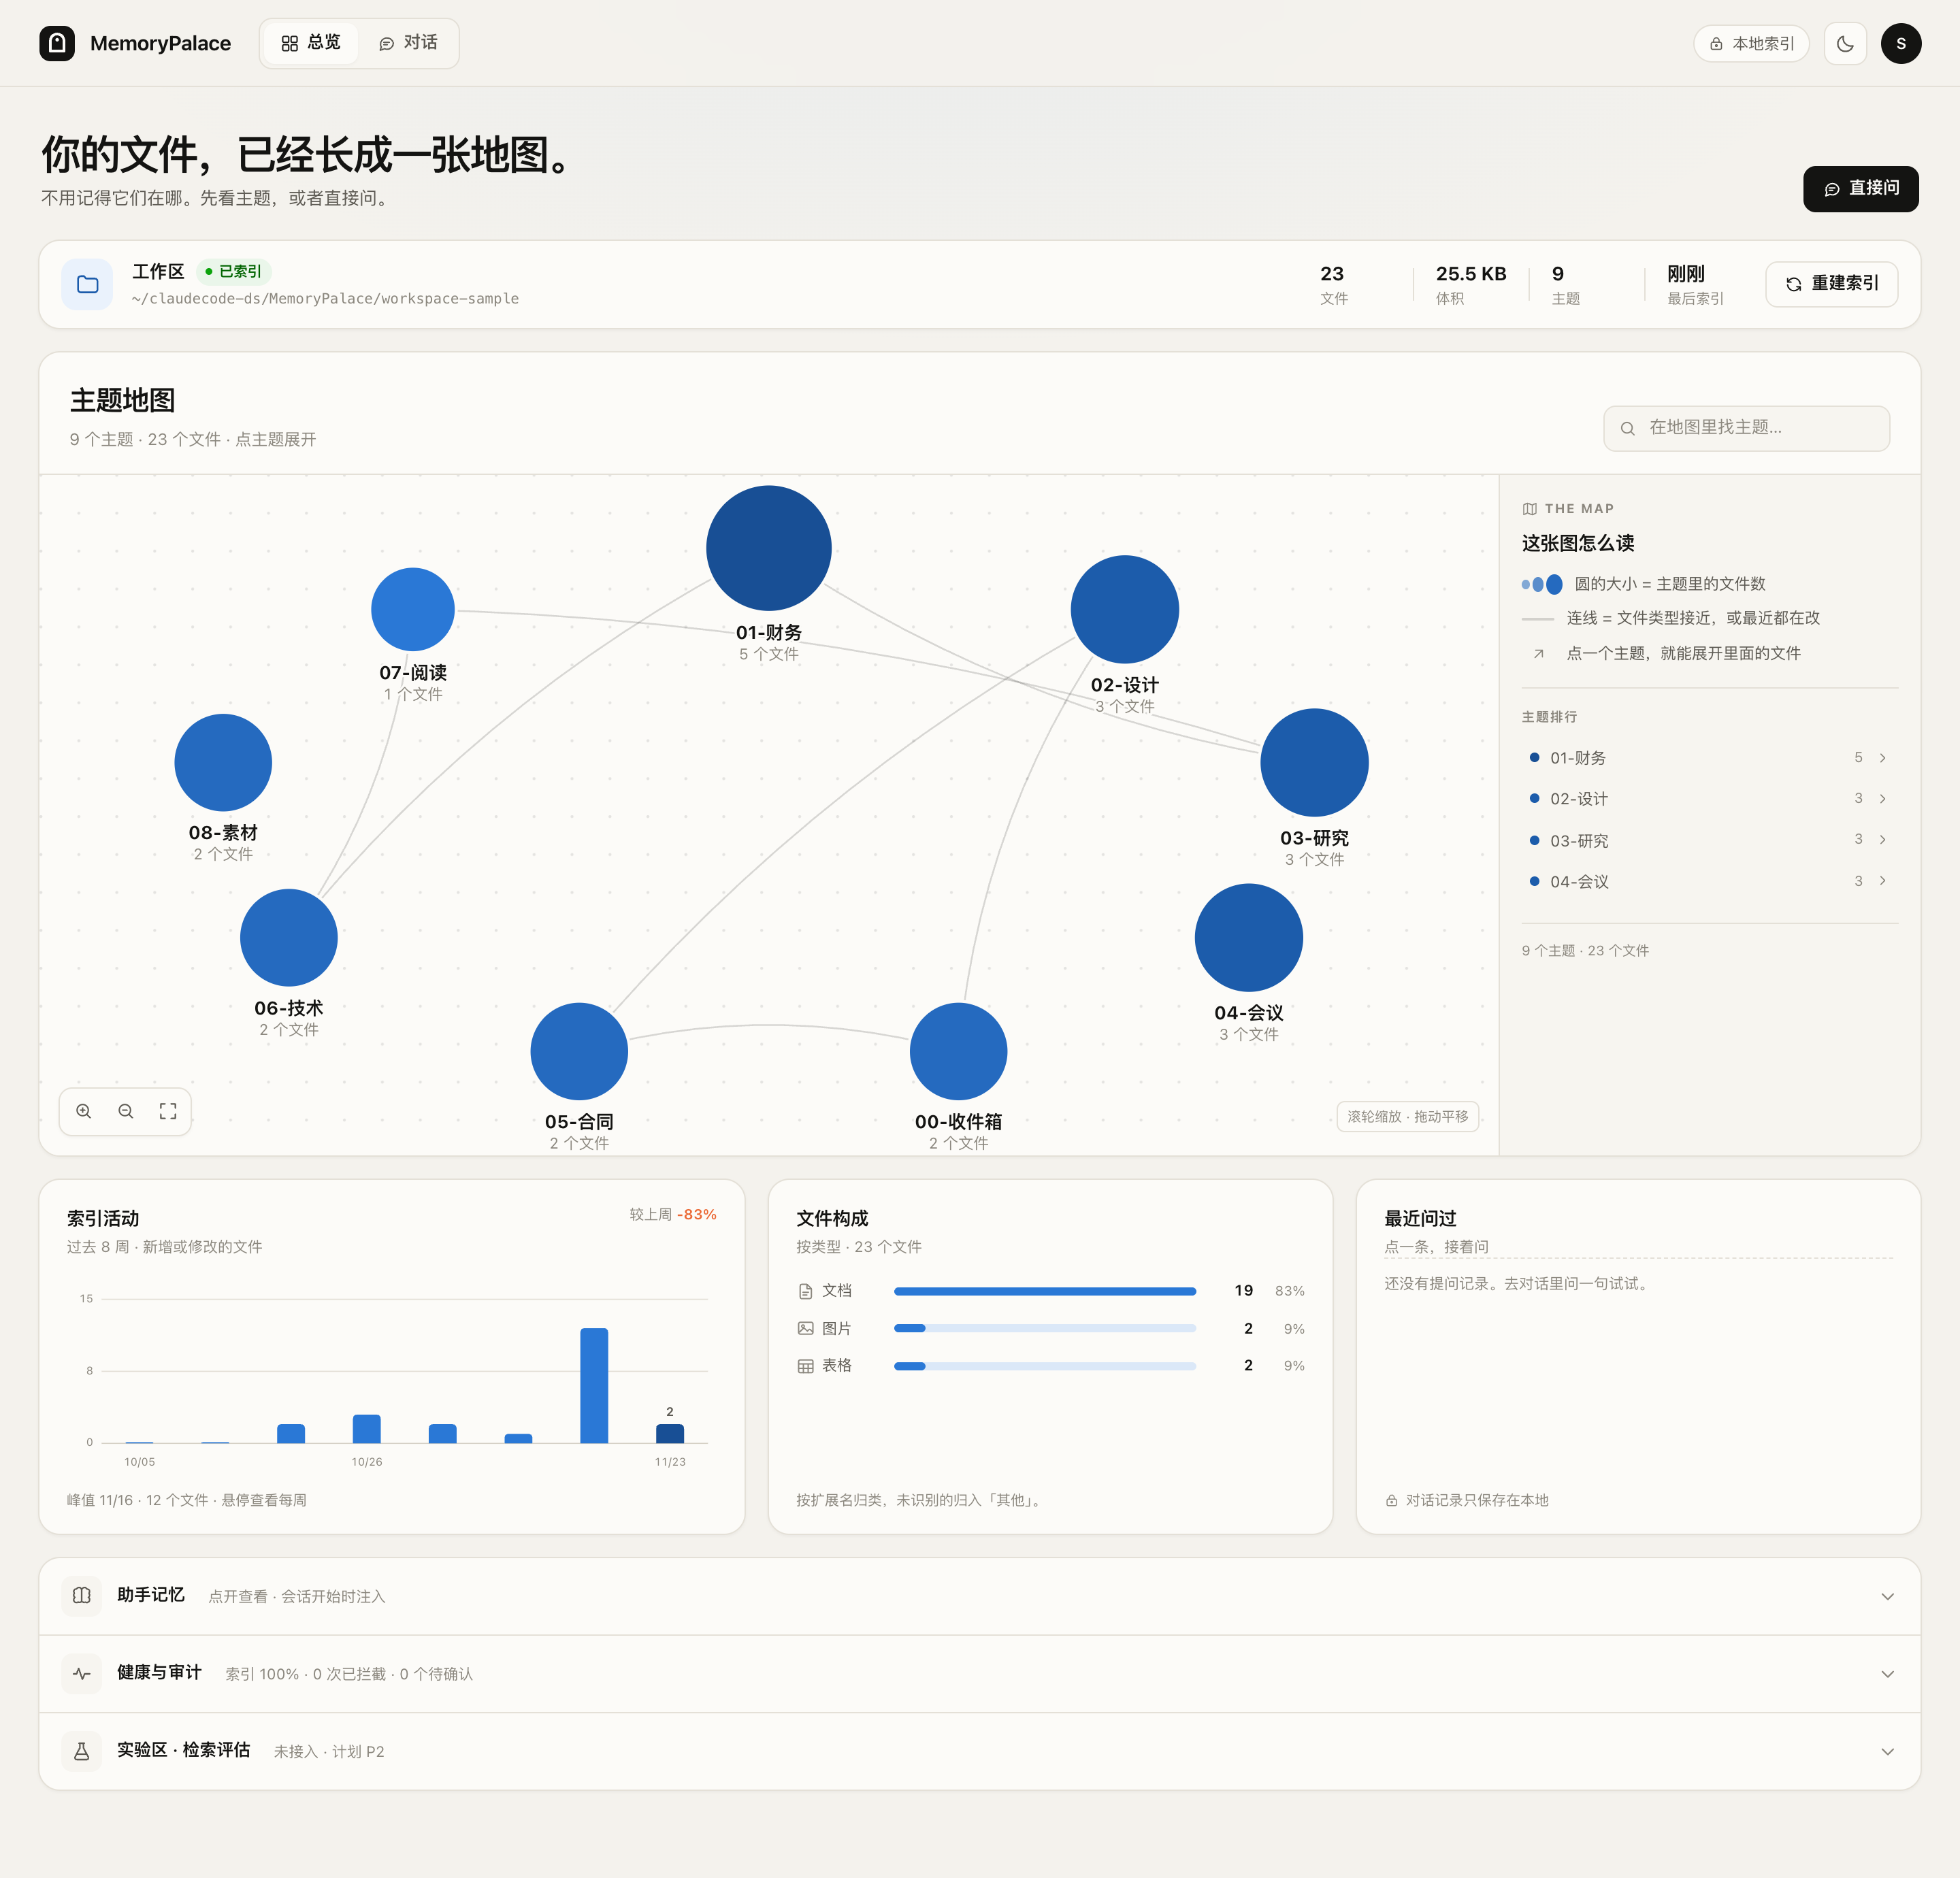 MemoryPalace
总览
对话
本地索引
S
你的文件，已经长成一张地图。
不用记得它们在哪。先看主题，或者直接问。
直接问
工作区
已索引
~/claudecode-ds/MemoryPalace/workspace-sample
23
文件
25.5 KB
体积
9
主题
刚刚
最后索引
重建索引
主题地图
9 个主题 · 23 个文件 · 点主题展开
在地图里找主题...
01-财务
5 个文件
07-阅读
1 个文件
02-设计
3 个文件
08-素材
2 个文件
03-研究
3 个文件
06-技术
2 个文件
04-会议
3 个文件
05-合同
2 个文件
00-收件箱
2 个文件
滚轮缩放 · 拖动平移
THE MAP
这张图怎么读
圆的大小 = 主题里的文件数
连线 = 文件类型接近，或最近都在改
点一个主题，就能展开里面的文件
主题排行
01-财务 5
02-设计 3
03-研究 3
04-会议 3
9 个主题 · 23 个文件
索引活动
较上周 -83%
过去 8 周 · 新增或修改的文件
15
8
0
2
10/05
10/26
11/23
峰值 11/16 · 12 个文件 · 悬停查看每周
文件构成
按类型 · 23 个文件
文档 19 83%
图片 2 9%
表格 2 9%
按扩展名归类，未识别的归入「其他」。
最近问过
点一条，接着问
还没有提问记录。去对话里问一句试试。
对话记录只保存在本地
助手记忆 点开查看 · 会话开始时注入
健康与审计 索引 100% · 0 次已拦截 · 0 个待确认
实验区 · 检索评估 未接入 · 计划 P2